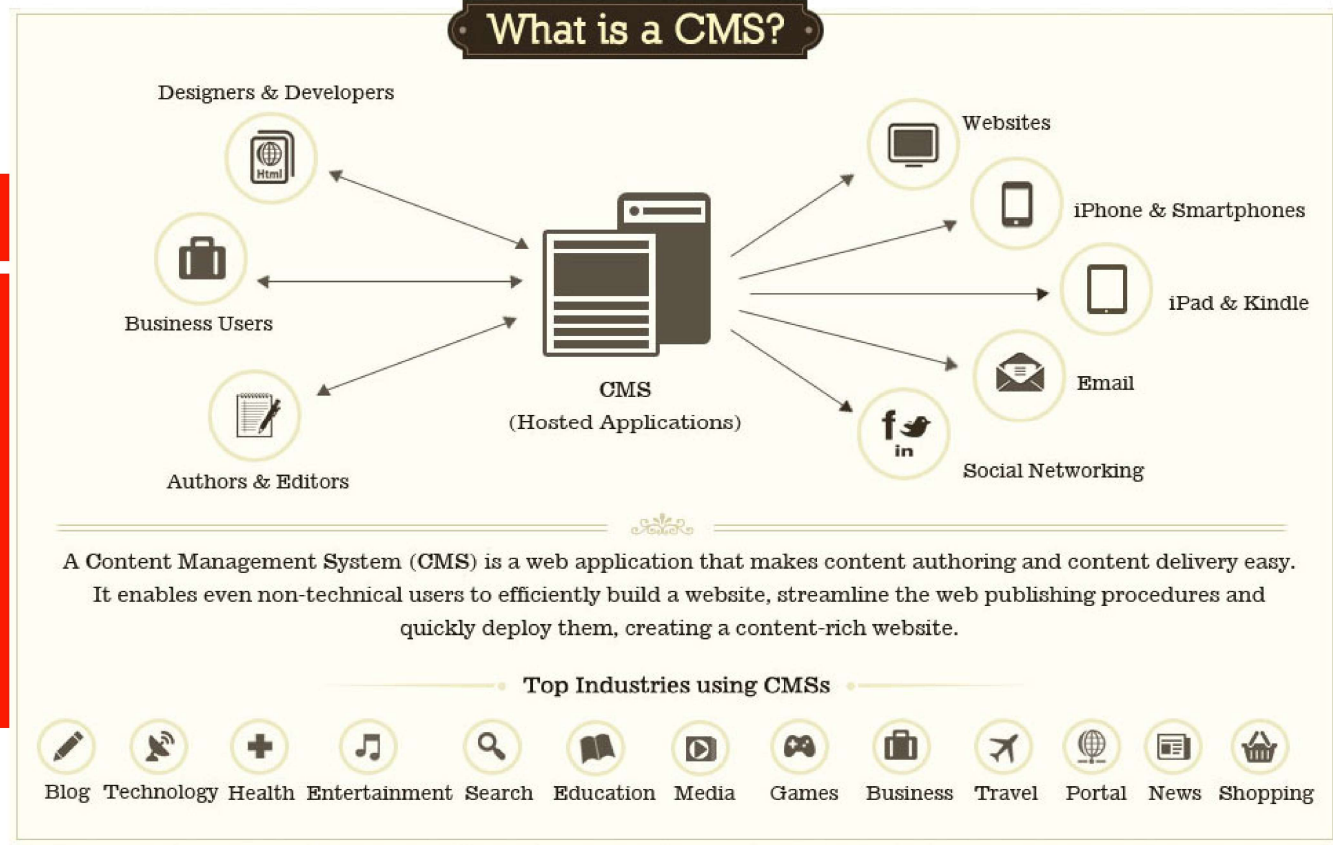 What is a CMS?
Designers & Developers
Html
Business Users
Authors & Editors
CMS
(Hosted Applications)
Websites
iPhone & Smartphones
iPad & Kindle
Email
f
in
Social Networking
A Content Management System (CMS) is a web application that makes content authoring and content delivery easy.
It enables even non-technical users to efficiently build a website, streamline the web publishing procedures and
quickly deploy them, creating a content-rich website.
Top Industries using CMSs
Blog Technology Health Entertainment Search Education Media Games Business Travel Portal News Shopping